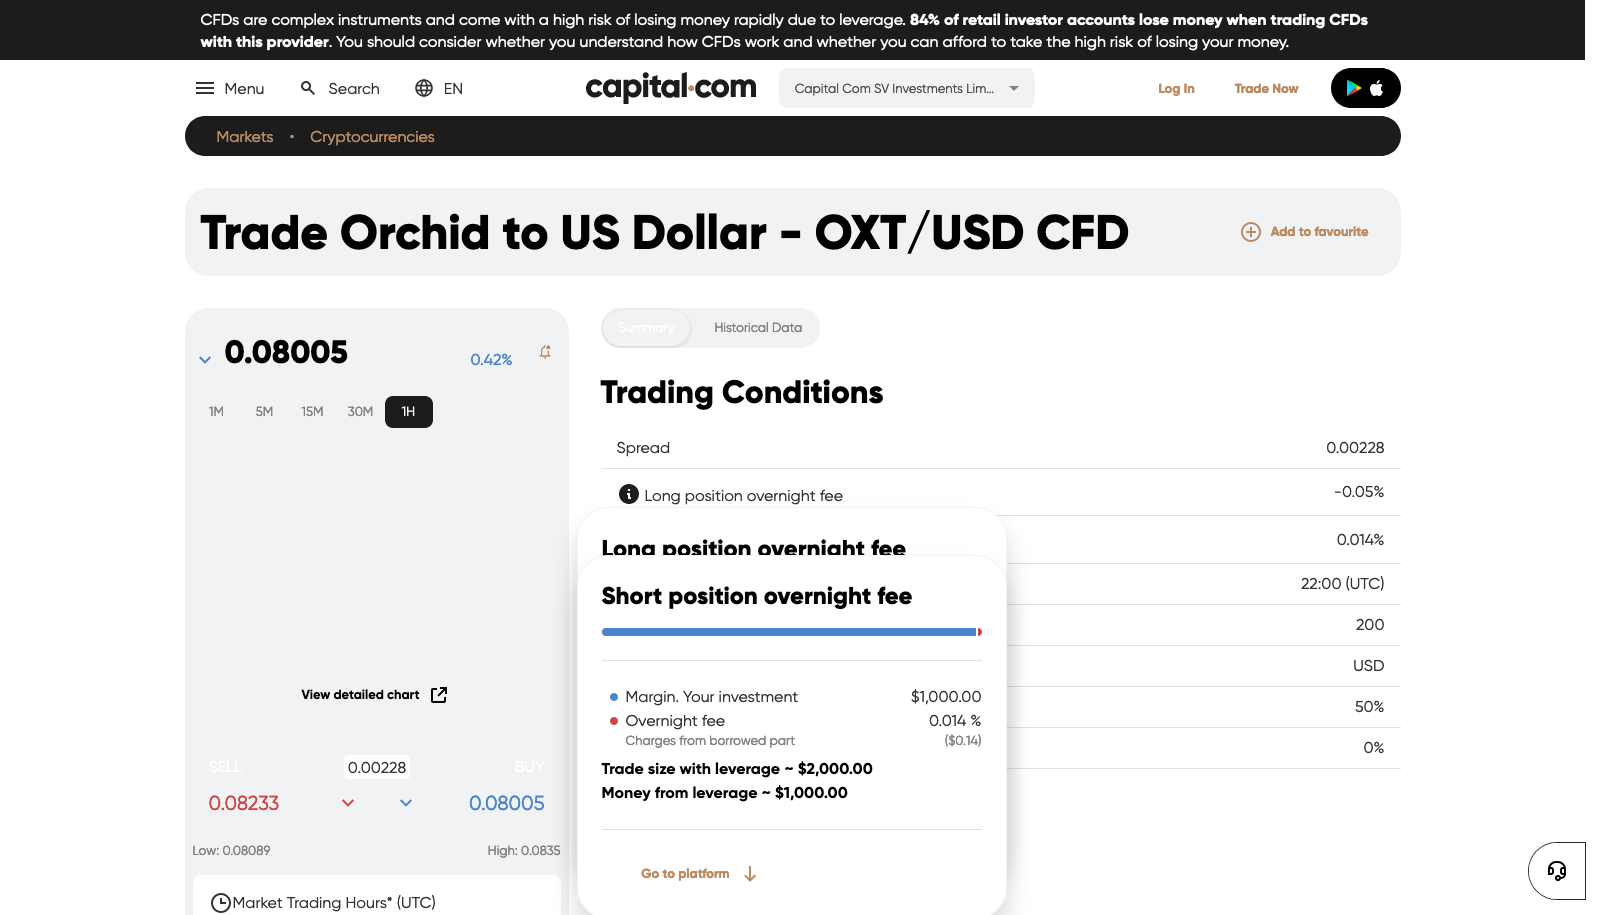 CFDs are complex instruments and come with a high risk of losing money rapidly due to leverage. 84% of retail investor accounts lose money when trading CFDs
with this provider. You should consider whether you understand how CFDs work and whether you can afford to take the high risk of losing your money.
Menu Search EN capital.com Capital Com SV Investments Lim... Log In Trade Now
Markets • Cryptocurrencies
Trade Orchid to US Dollar - OXT/USD CFD
Add to favourite
0.08005 0.42%
1M 5M 15M 30M 1H
View detailed chart
SELL 0.00228 BUY
0.08233 0.08005
Low: 0.08089 High: 0.0835
Market Trading Hours* (UTC)
Summary Historical Data
Trading Conditions
Spread 0.00228
Long position overnight fee -0.05%
0.014%
22:00 (UTC)
200
USD
50%
0%
Long position overnight fee
Short position overnight fee
Margin. Your investment $1,000.00
Overnight fee 0.014 %
Charges from borrowed part ($0.14)
Trade size with leverage ~ $2,000.00
Money from leverage ~ $1,000.00
Go to platform